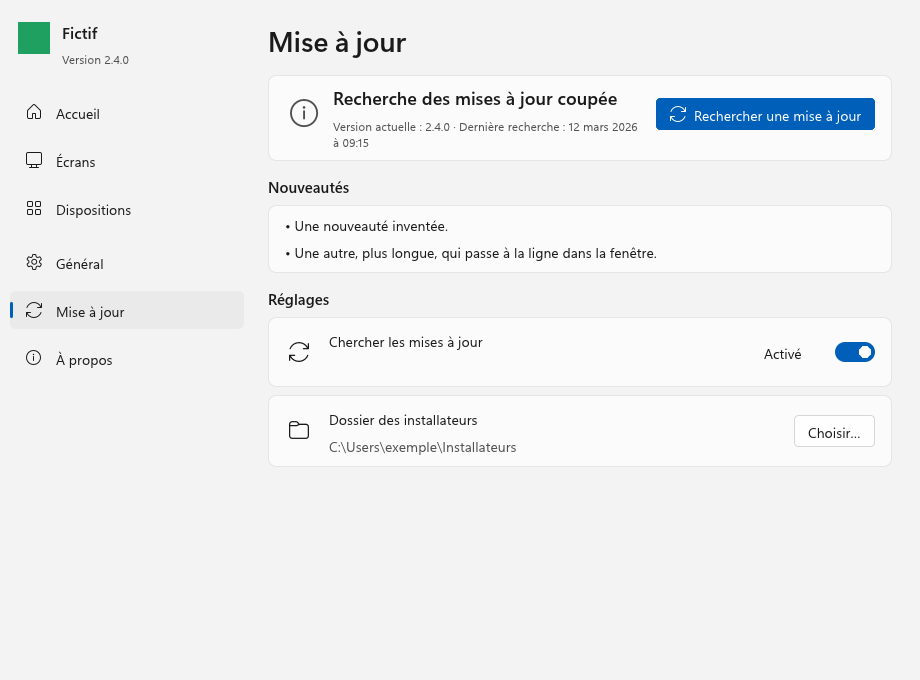 Fictif
Version 2.4.0
Accueil
Écrans
Dispositions
Général
Mise à jour
À propos
Mise à jour
Recherche des mises à jour coupée
Version actuelle : 2.4.0 · Dernière recherche : 12 mars 2026
à 09:15
Rechercher une mise à jour
Nouveautés
• Une nouveauté inventée.
• Une autre, plus longue, qui passe à la ligne dans la fenêtre.
Réglages
Chercher les mises à jour
Activé
Dossier des installateurs
C:\Users\exemple\Installateurs
Choisir...